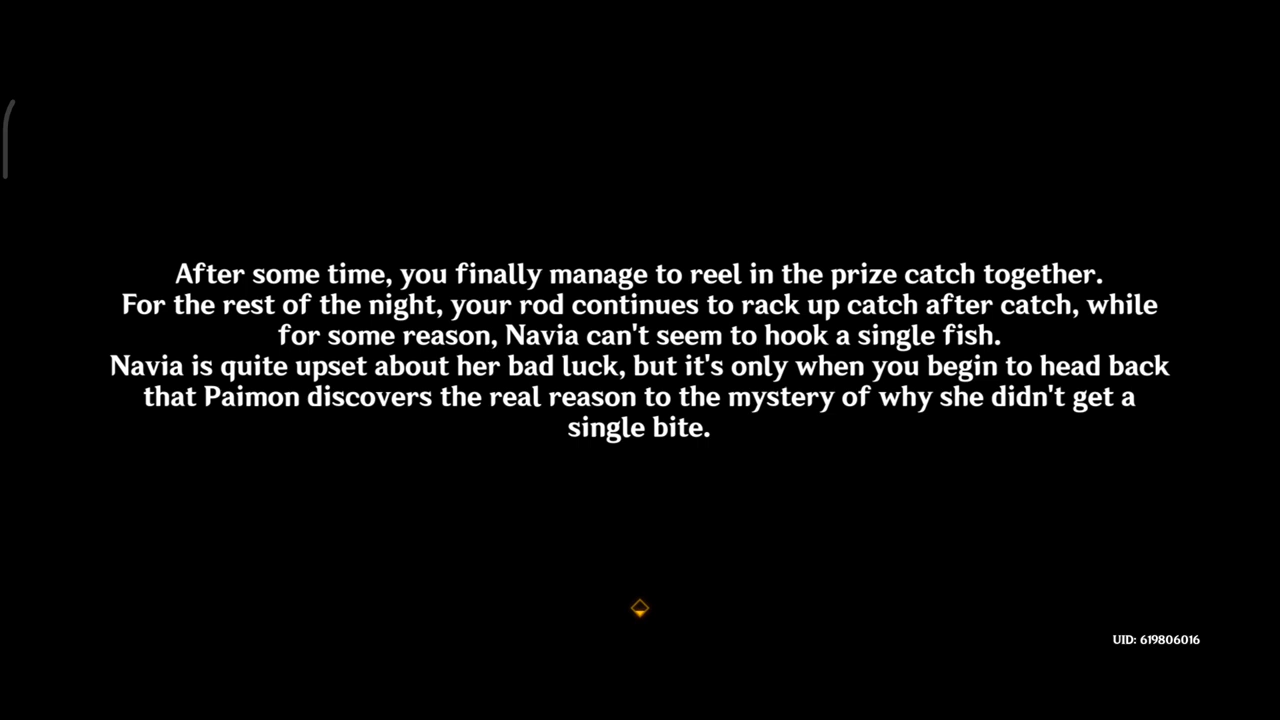 After some time, you finally manage to reel in the prize catch together.
For the rest of the night, your rod continues to rack up catch after catch, while
for some reason, Navia can't seem to hook a single fish.
Navia is quite upset about her bad luck, but it's only when you begin to head back
that Paimon discovers the real reason to the mystery of why she didn't get a
single bite.
UID: 619806016